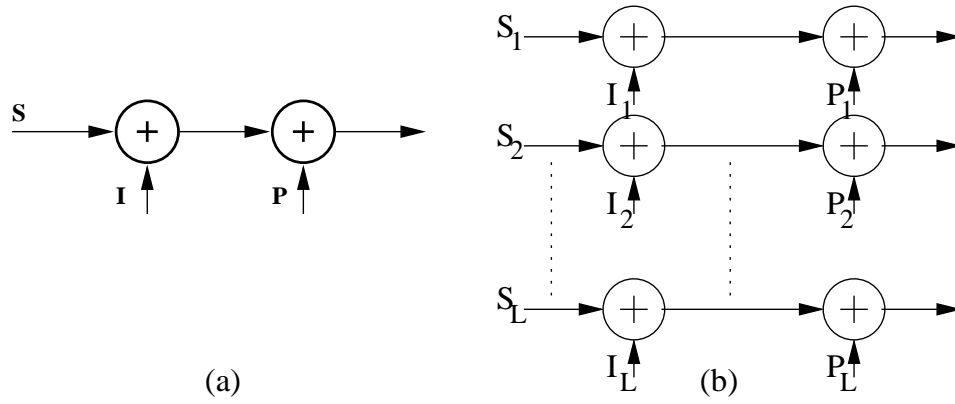 S
+
+
I
P
(a)
S1
+
+
I1
P1
S2
+
+
I2
P2
SL
+
+
IL
PL
(b)